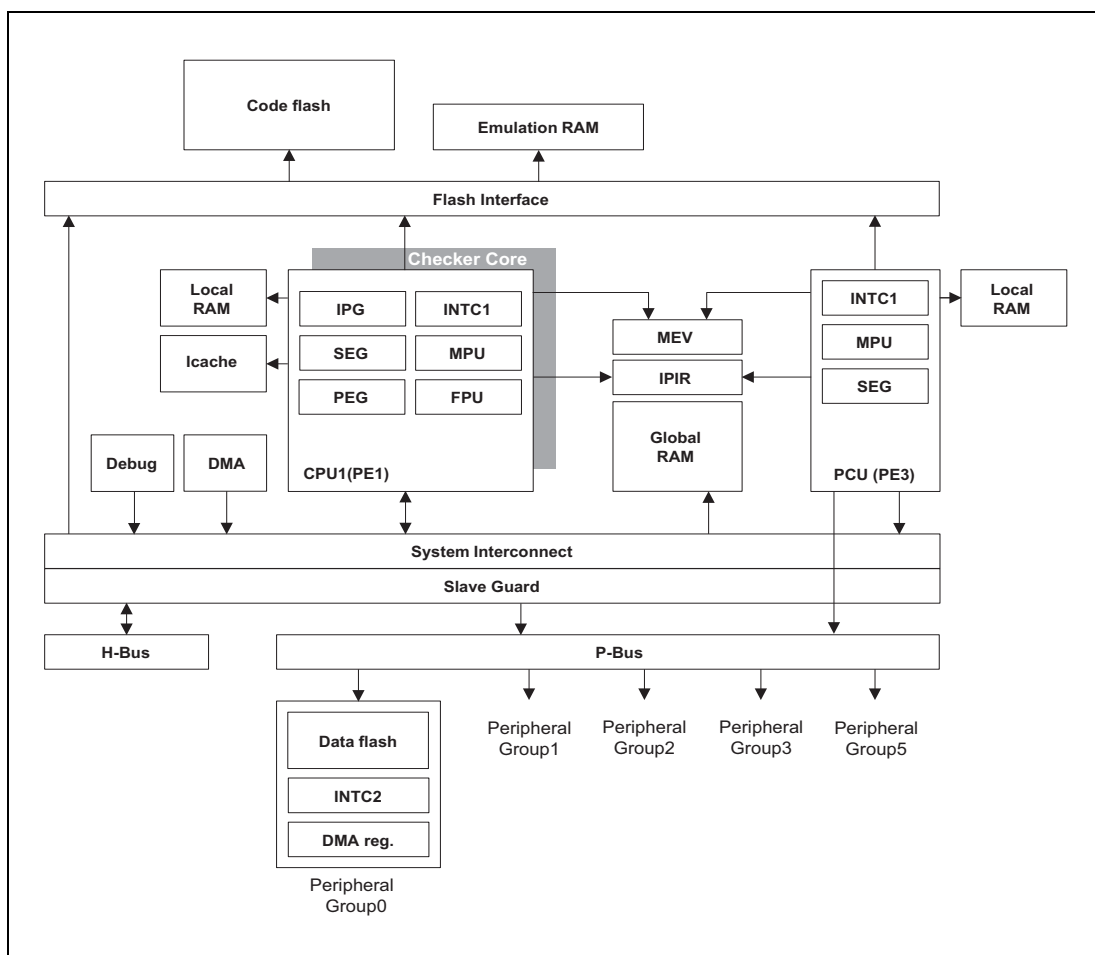 Code flash
Emulation RAM
Flash Interface
Checker Core
Local
RAM
Icache
IPG
INTC1
SEG
MPU
PEG
FPU
CPU1(PE1)
MEV
IPIR
Global
RAM
INTC1
MPU
SEG
PCU (PE3)
Local
RAM
Debug
DMA
System Interconnect
Slave Guard
H-Bus
P-Bus
Data flash
INTC2
DMA reg.
Peripheral
Group0
Peripheral
Group1
Peripheral
Group2
Peripheral
Group3
Peripheral
Group5